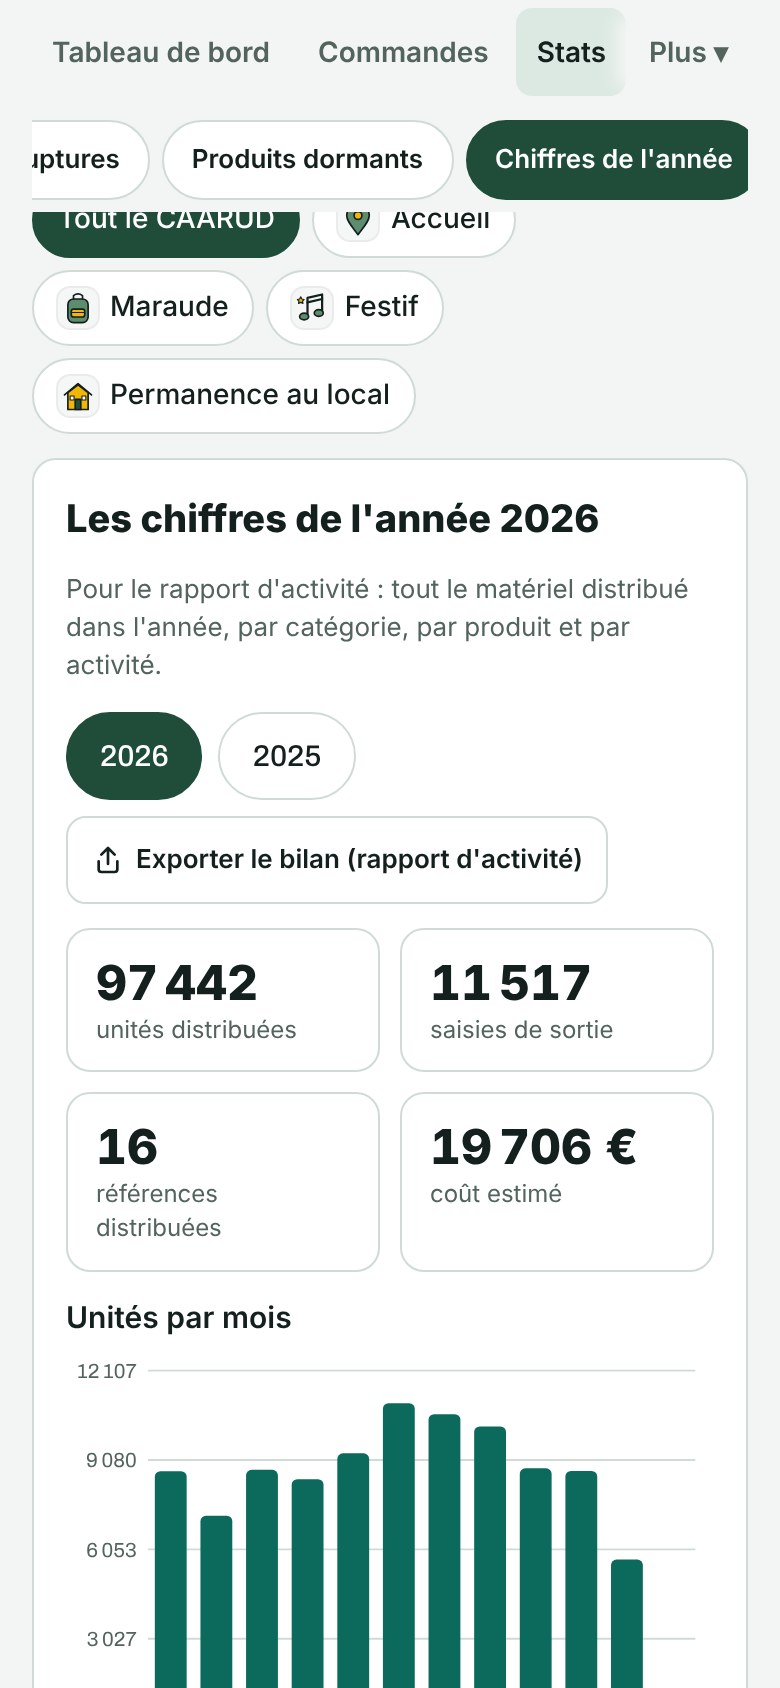 Tableau de bord Commandes Stats Plus ▾
uptures Produits dormants Chiffres de l'année
Tout le CAARUD Accueil
Maraude Festif
Permanence au local
Les chiffres de l'année 2026
Pour le rapport d'activité : tout le matériel distribué
dans l'année, par catégorie, par produit et par
activité.
2026 2025
Exporter le bilan (rapport d'activité)
97 442 11 517
unités distribuées saisies de sortie
16 19 706 €
références coût estimé
distribuées
Unités par mois
12 107
9 080
6 053
3 027